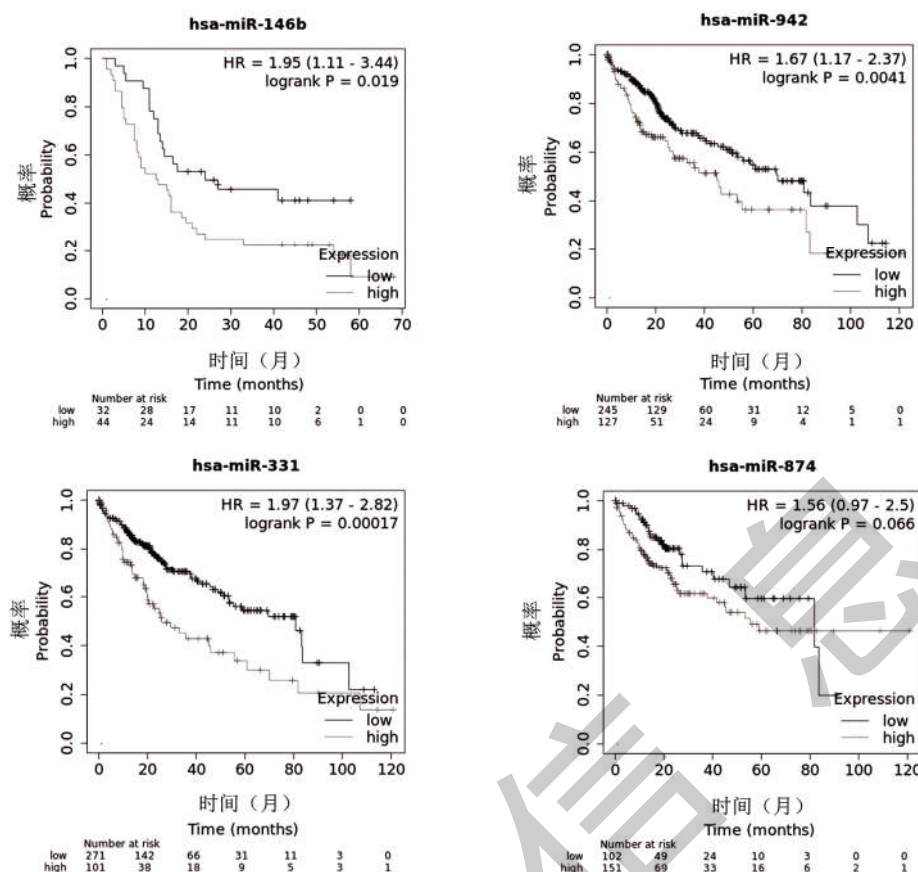 hsa-miR-146b
HR = 1.95 (1.11 - 3.44)
logrank P = 0.019
概率
Probability
1.0
0.8
0.6
0.4
0.2
0.0
Expression
low
high
0 10 20 30 40 50 60 70
时间（月）
Time (months)
Number at risk
low 32 28 17 11 10 2 0 0
high 44 24 14 11 10 6 1 0
hsa-miR-942
HR = 1.67 (1.17 - 2.37)
logrank P = 0.0041
概率
Probability
1.0
0.8
0.6
0.4
0.2
0.0
Expression
low
high
0 20 40 60 80 100 120
时间（月）
Time (months)
Number at risk
low 245 129 60 31 12 5 0
high 127 51 24 9 4 1 1
hsa-miR-331
HR = 1.97 (1.37 - 2.82)
logrank P = 0.00017
概率
Probability
1.0
0.8
0.6
0.4
0.2
0.0
Expression
low
high
0 20 40 60 80 100 120
时间（月）
Time (months)
Number at risk
low 271 142 66 31 11 3 0
high 101 38 18 9 5 3 1
hsa-miR-874
HR = 1.56 (0.97 - 2.5)
logrank P = 0.066
概率
Probability
1.0
0.8
0.6
0.4
0.2
0.0
Expression
low
high
0 20 40 60 80 100 120
时间（月）
Time (months)
Number at risk
low 102 49 24 10 3 0 0
high 151 69 33 16 6 2 1
信息